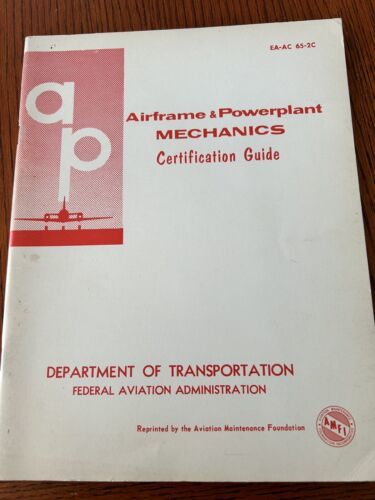 EA-AC 65-2C
a
p
Airframe & Powerplant
MECHANICS
Certification Guide
DEPARTMENT OF TRANSPORTATION
FEDERAL AVIATION ADMINISTRATION
Reprinted by the Aviation Maintenance Foundation
AMFI